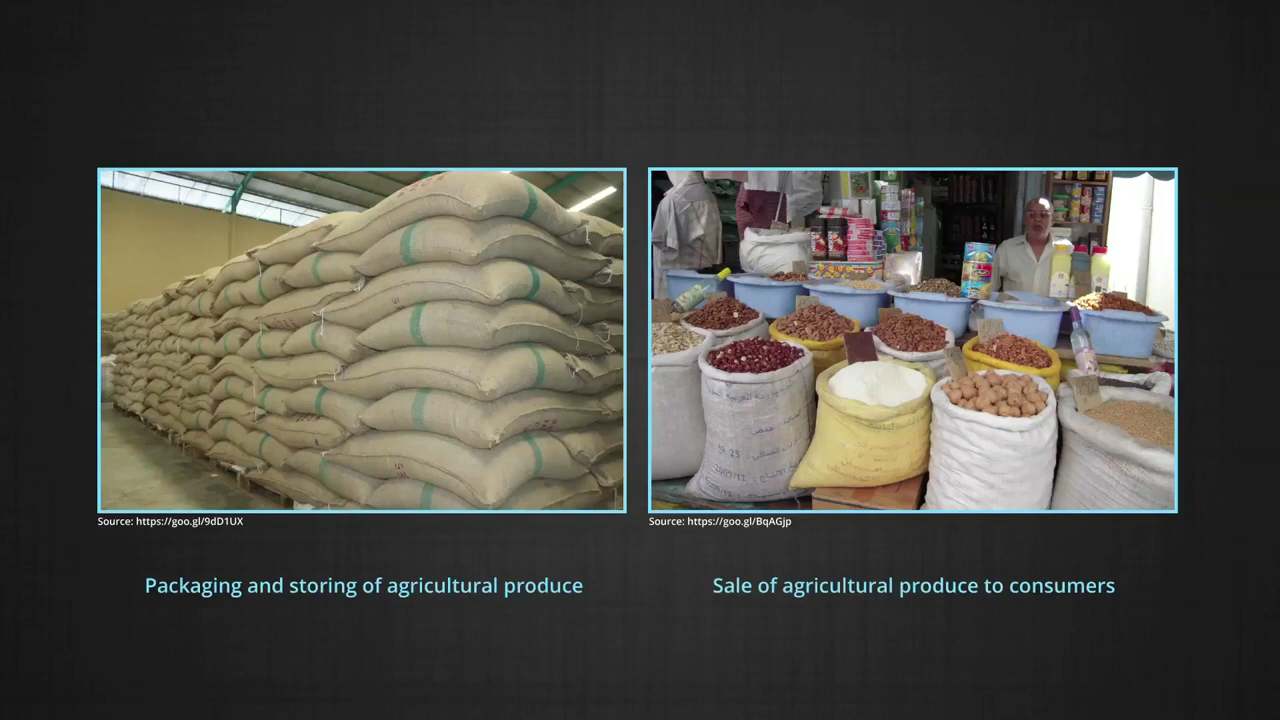 Source: https://goo.gl/9dD1UX
Source: https://goo.gl/BqAGjp
Packaging and storing of agricultural produce
Sale of agricultural produce to consumers